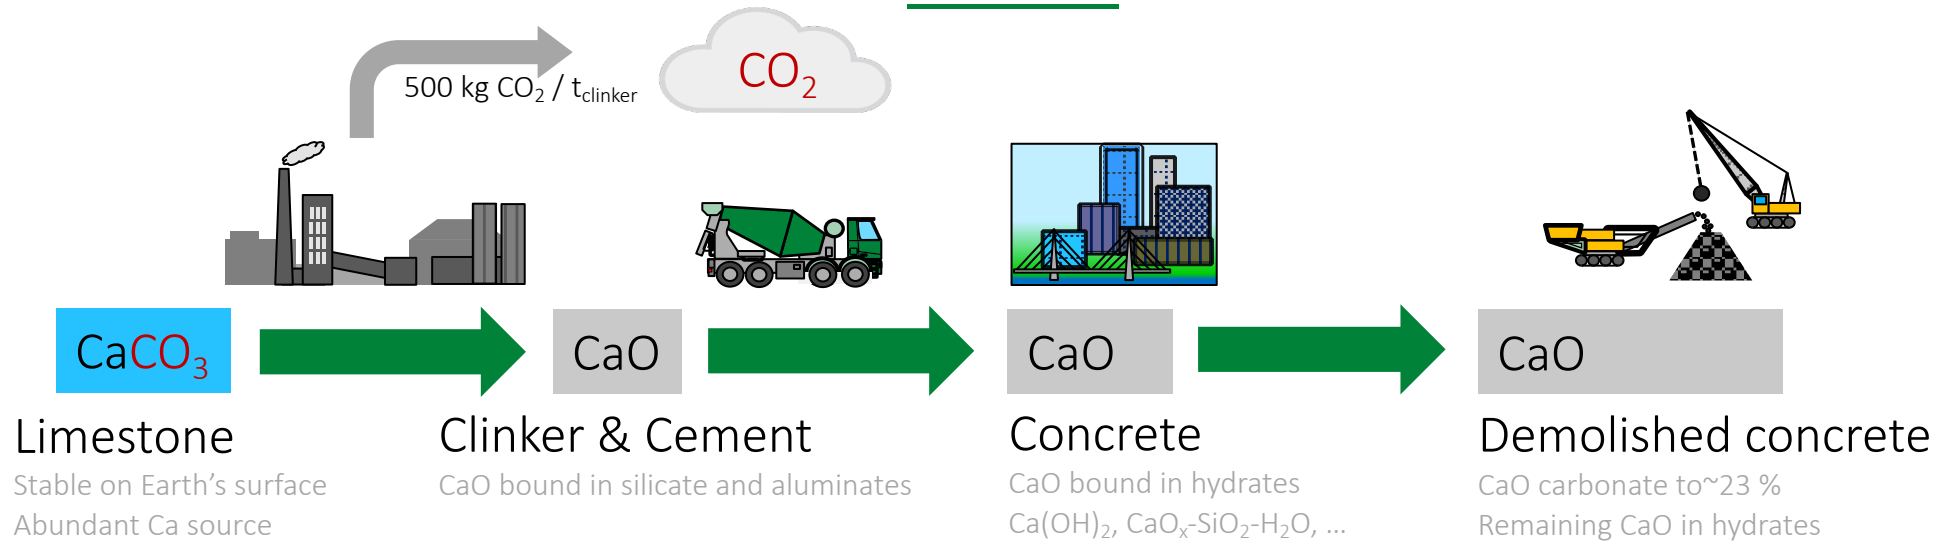 CO₂
500 kg CO₂ / t_clinker
CaCO₃
CaO
CaO
CaO
Limestone
Stable on Earth’s surface
Abundant Ca source
Clinker & Cement
CaO bound in silicate and aluminates
Concrete
CaO bound in hydrates
Ca(OH)₂, CaOₓ-SiO₂-H₂O, ...
Demolished concrete
CaO carbonate to~23 %
Remaining CaO in hydrates